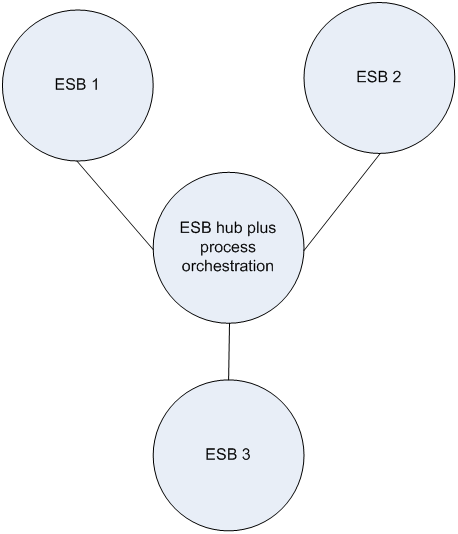 ESB 1
ESB 2
ESB hub plus
process
orchestration
ESB 3